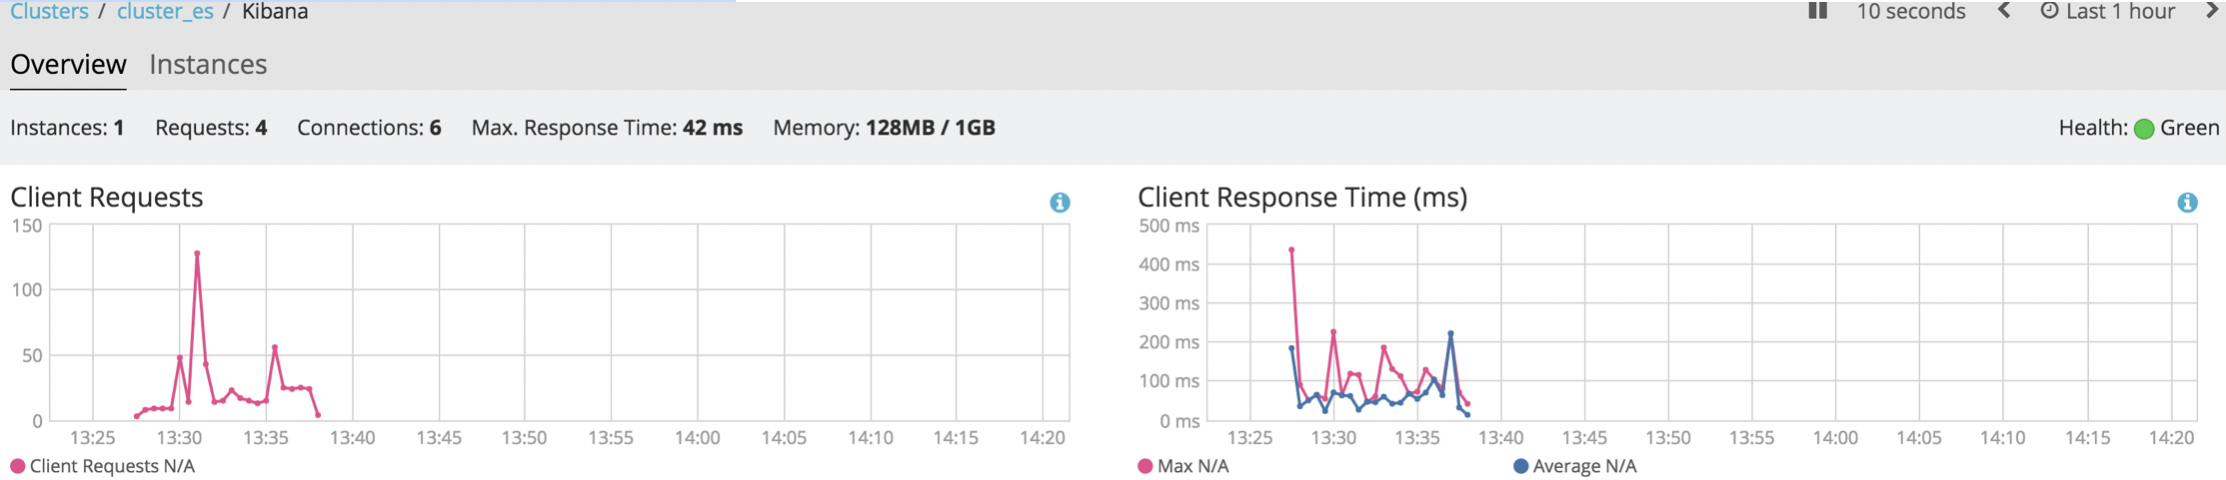 Clusters / cluster_es / Kibana
10 seconds Last 1 hour
Overview Instances
Instances: 1 Requests: 4 Connections: 6 Max. Response Time: 42 ms Memory: 128MB / 1GB Health: Green
Client Requests
150
100
50
0
13:25 13:30 13:35 13:40 13:45 13:50 13:55 14:00 14:05 14:10 14:15 14:20
Client Requests N/A
Client Response Time (ms)
500 ms
400 ms
300 ms
200 ms
100 ms
0 ms
13:25 13:30 13:35 13:40 13:45 13:50 13:55 14:00 14:05 14:10 14:15 14:20
Max N/A Average N/A